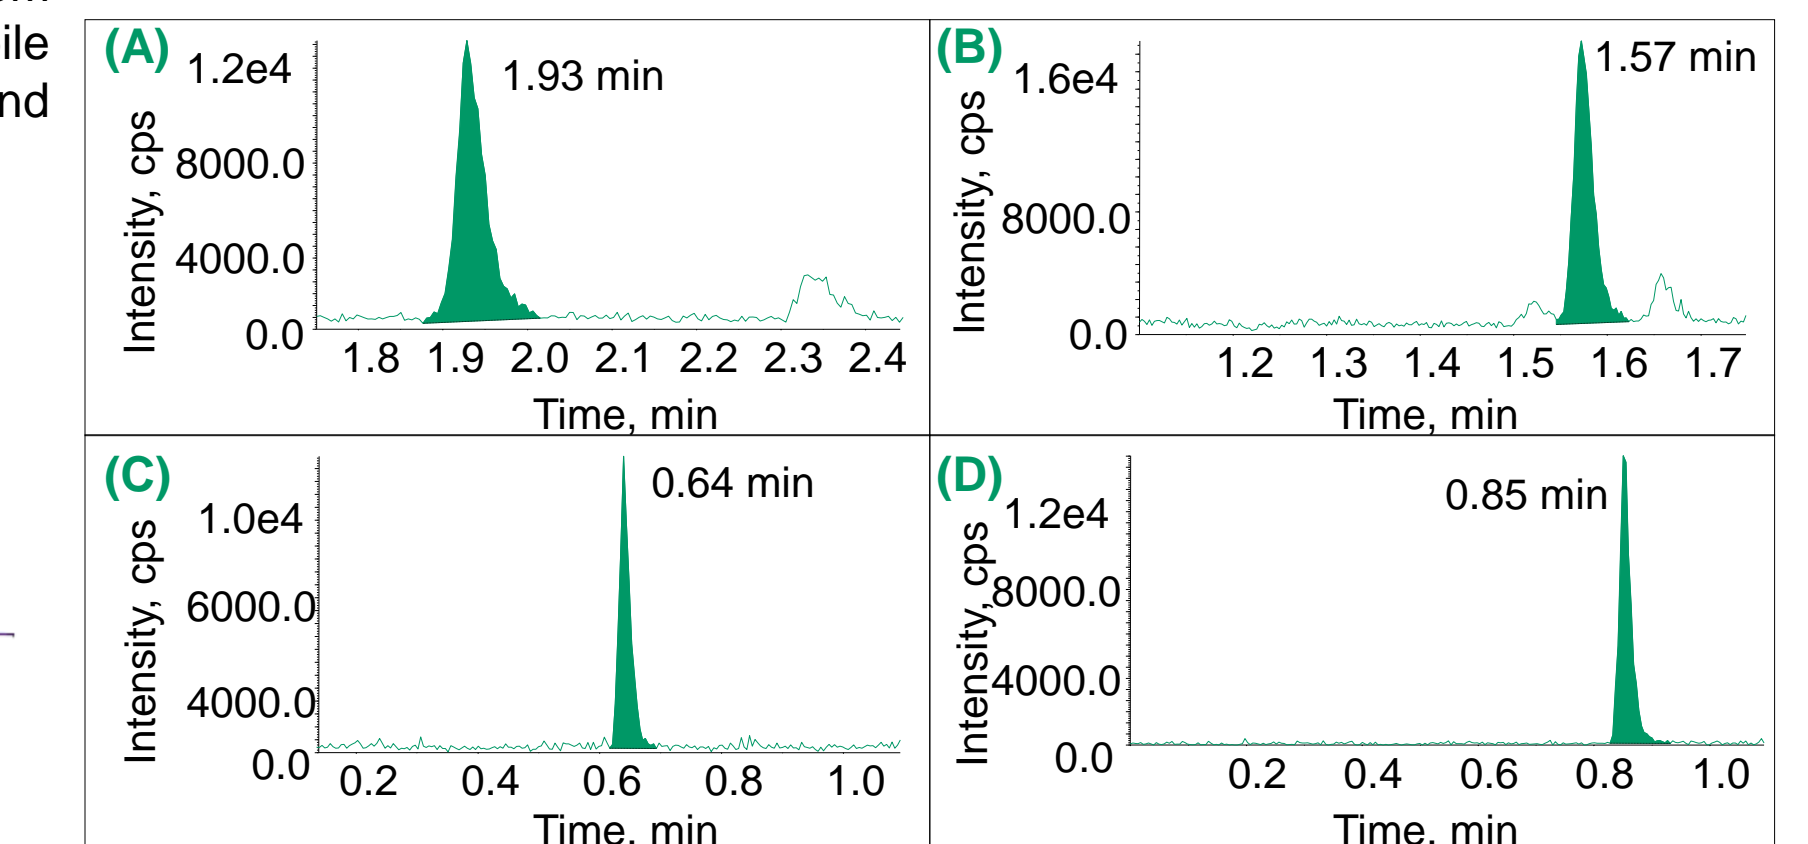 ile
nd
(A)
1.93 min
Intensity, cps
1.2e4
8000.0
4000.0
0.0
1.8 1.9 2.0 2.1 2.2 2.3 2.4
Time, min
(B)
1.57 min
Intensity, cps
1.6e4
8000.0
0.0
1.2 1.3 1.4 1.5 1.6 1.7
Time, min
(C)
0.64 min
Intensity, cps
1.0e4
6000.0
4000.0
0.0
0.2 0.4 0.6 0.8 1.0
Time, min
(D)
0.85 min
Intensity, cps
1.2e4
8000.0
4000.0
0.0
0.2 0.4 0.6 0.8 1.0
Time, min